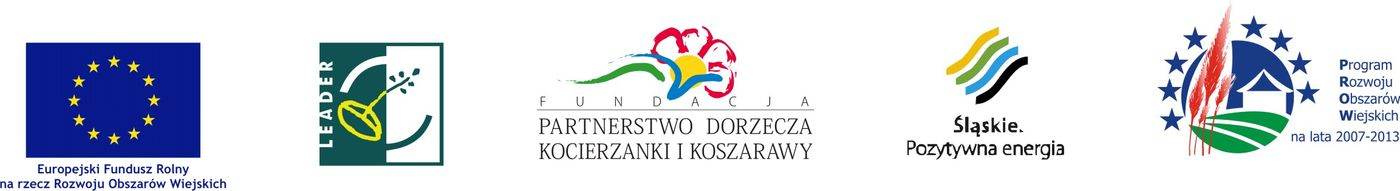 Europejski Fundusz Rolny
na rzecz Rozwoju Obszarów Wiejskich
LEADER
FUNDACJA
PARTNERSTWO DORZECZA
KOCIERZANKI I KOSZARAWY
Śląskie.
Pozytywna energia
Program
Rozwoju
Obszarów
Wiejskich
na lata 2007-2013